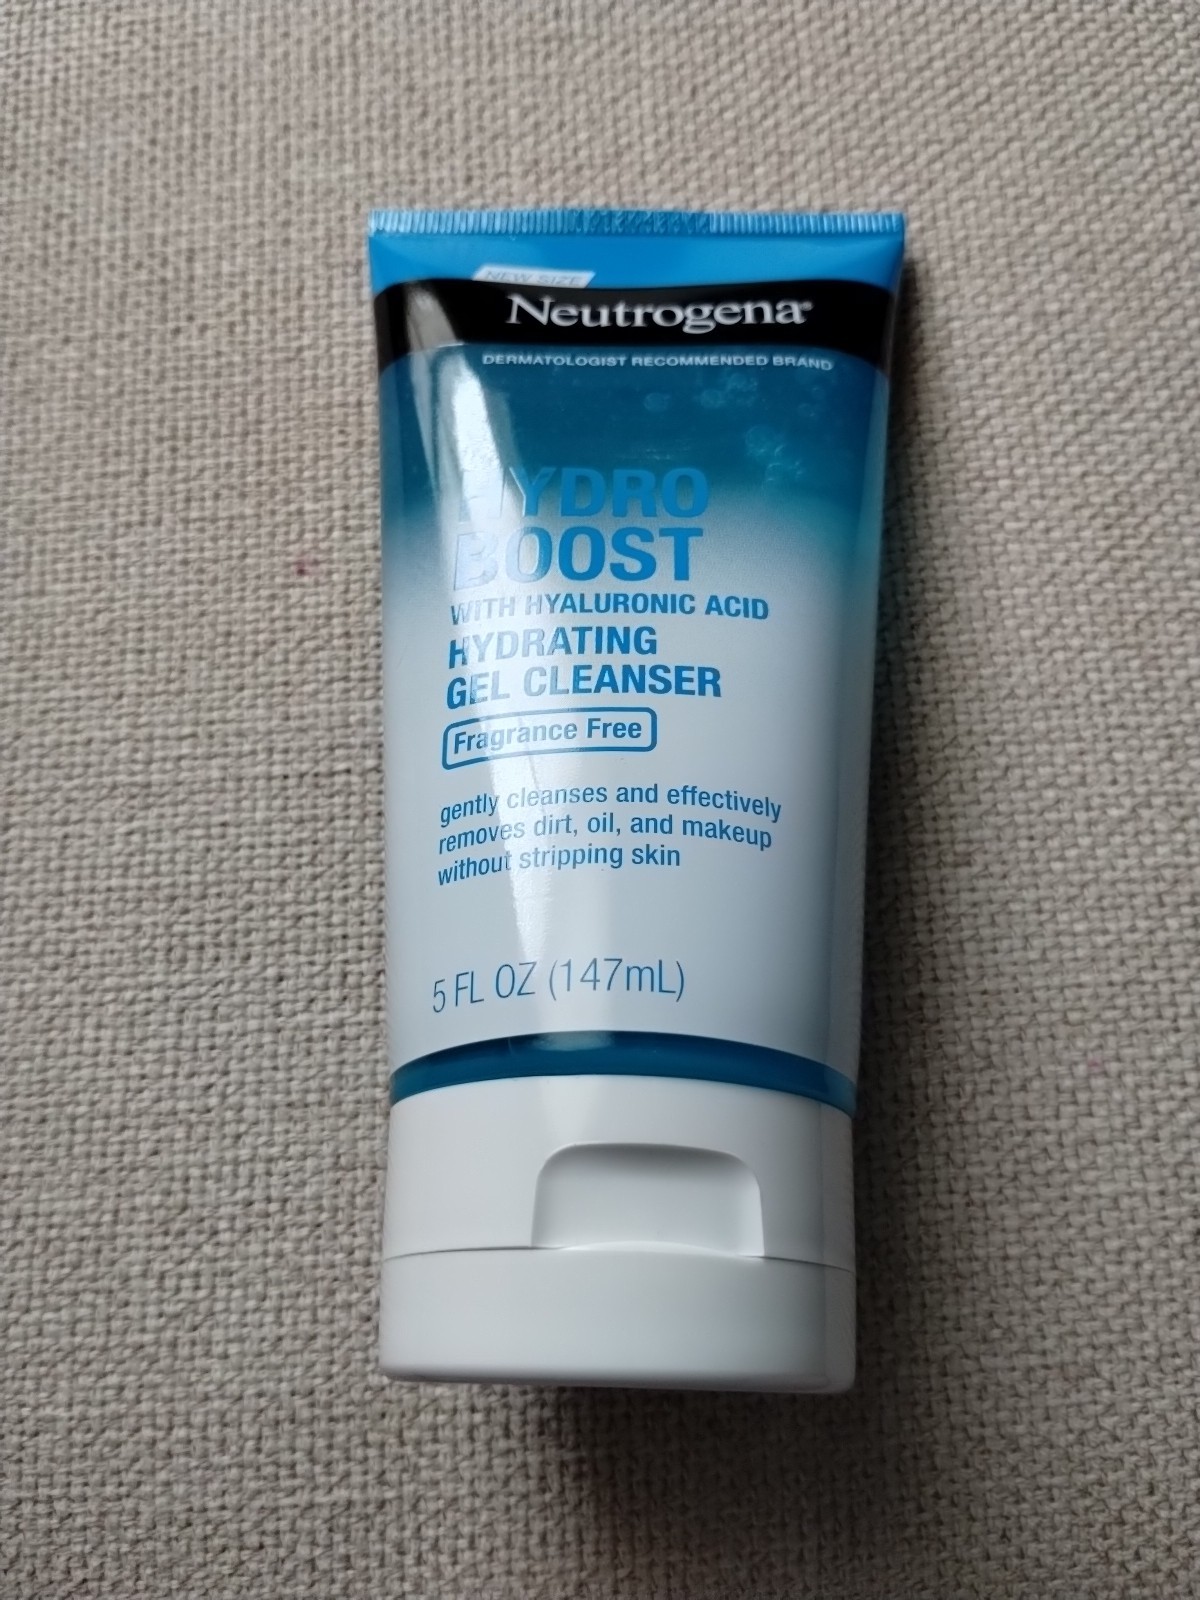 NEW SIZE
Neutrogena®
DERMATOLOGIST RECOMMENDED BRAND
HYDRO
BOOST
WITH HYALURONIC ACID
HYDRATING
GEL CLEANSER
Fragrance Free
gently cleanses and effectively
removes dirt, oil, and makeup
without stripping skin
5 FL OZ (147mL)